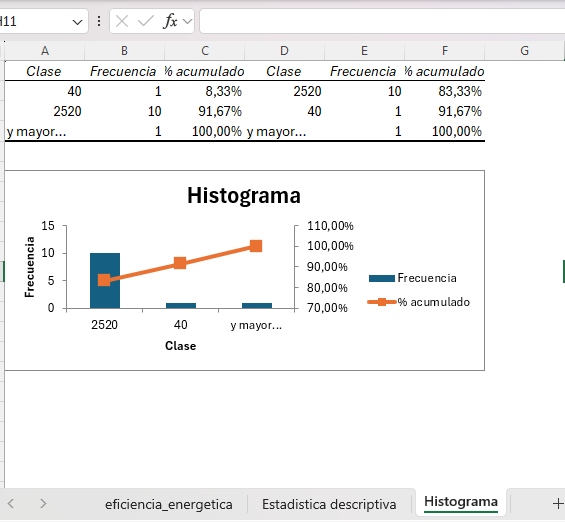 H11 fx
A B C D E F G
Clase Frecuencia % acumulado Clase Frecuencia % acumulado
40 1 8,33% 2520 10 83,33%
2520 10 91,67% 40 1 91,67%
y mayor... 1 100,00% y mayor... 1 100,00%
Histograma
15 110,00%
10 100,00%
5 90,00%
0 80,00%
70,00%
Frecuencia
2520 40 y mayor...
Clase
Frecuencia
% acumulado
eficiencia_energetica Estadistica descriptiva Histograma